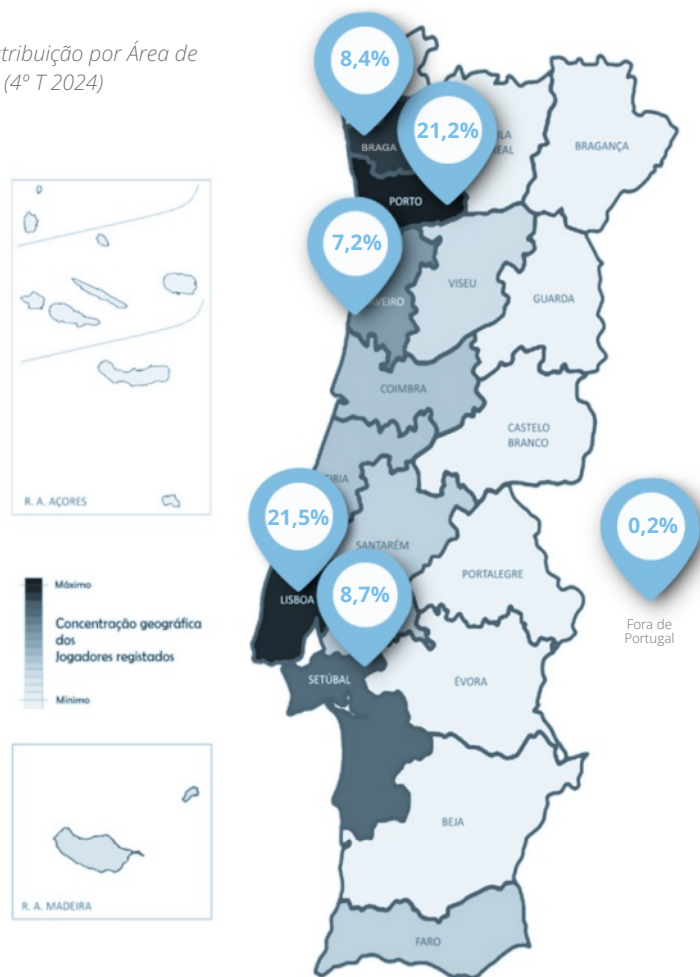 stribuição por Área de
(4º T 2024)
8,4%
21,2%
BRAGA
BRAGANÇA
PORTO
7,2%
VISEU
GUARDA
COIMBRA
CASTELO
BRANCO
R. A. AÇORES
21,5%
0,2%
SANTARÉM
PORTALEGRE
Máximo
LISBOA
8,7%
Concentração geográfica
dos
Jogadores registados
Fora de
Portugal
SETÚBAL
ÉVORA
Mínimo
BEJA
R. A. MADEIRA
FARO